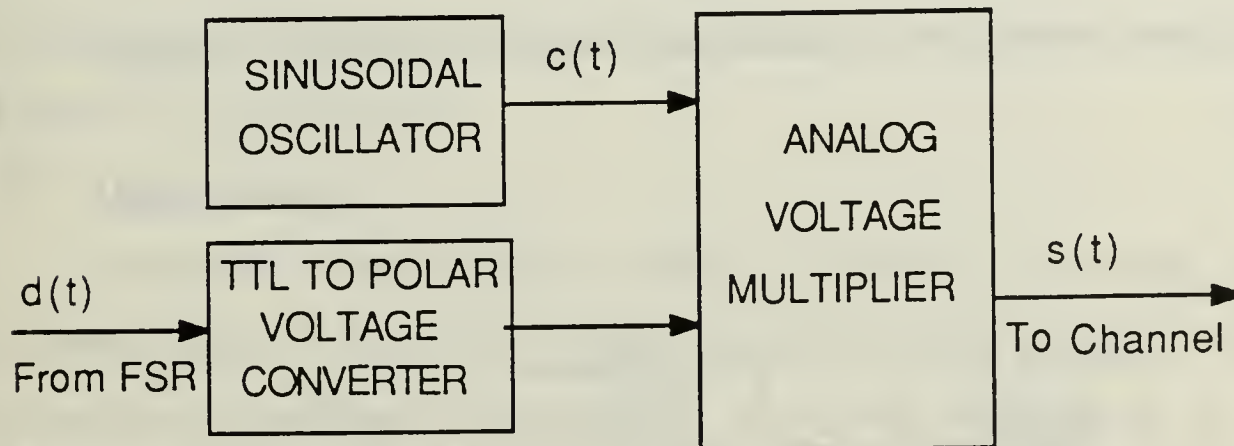 SINUSOIDAL
OSCILLATOR
c(t)
ANALOG
VOLTAGE
MULTIPLIER
d(t)
From FSR
TTL TO POLAR
VOLTAGE
CONVERTER
s(t)
To Channel